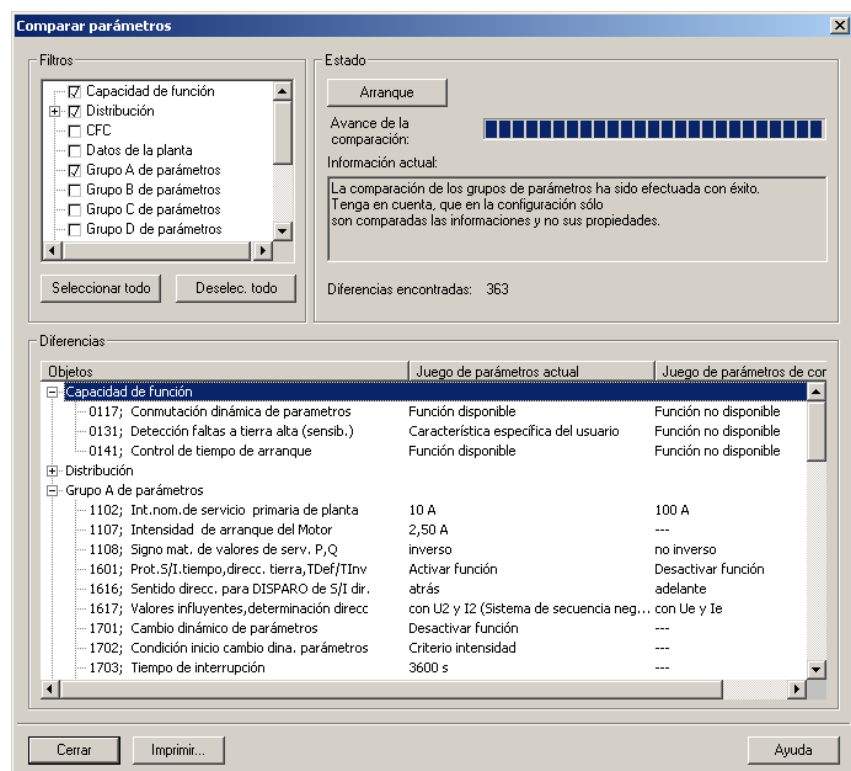 Comparar parámetros
Filtros
Capacidad de función
Distribución
CFC
Datos de la planta
Grupo A de parámetros
Grupo B de parámetros
Grupo C de parámetros
Grupo D de parámetros
Seleccionar todo
Deselec. todo
Estado
Arranque
Avance de la
comparación:
Información actual:
La comparación de los grupos de parámetros ha sido efectuada con éxito.
Tenga en cuenta, que en la configuración sólo
son comparadas las informaciones y no sus propiedades.
Diferencias encontradas: 363
Diferencias
Objetos Juego de parámetros actual Juego de parámetros de cor
Capacidad de función
0117; Conmutación dinámica de parametros Función disponible Función no disponible
0131; Detección faltas a tierra alta (sensib.) Característica específica del usuario Función no disponible
0141; Control de tiempo de arranque Función disponible Función no disponible
Distribución
Grupo A de parámetros
1102; Int.nom.de servicio primaria de planta 10 A 100 A
1107; Intensidad de arranque del Motor 2,50 A ---
1108; Signo mat. de valores de serv. P,Q inverso no inverso
1601; Prot.S/I.tiempo,direcc. tierra,TDef/TInv Activar función Desactivar función
1616; Sentido direcc. para DISPARO de S/I dir. atrás adelante
1617; Valores influyentes,determinación direcc con U2 y I2 (Sistema de secuencia neg... con Ue y Ie
1701; Cambio dinámico de parámetros Desactivar función ---
1702; Condición inicio cambio dina. parámetros Criterio intensidad ---
1703; Tiempo de interrupción 3600 s ---
Cerrar
Imprimir...
Ayuda